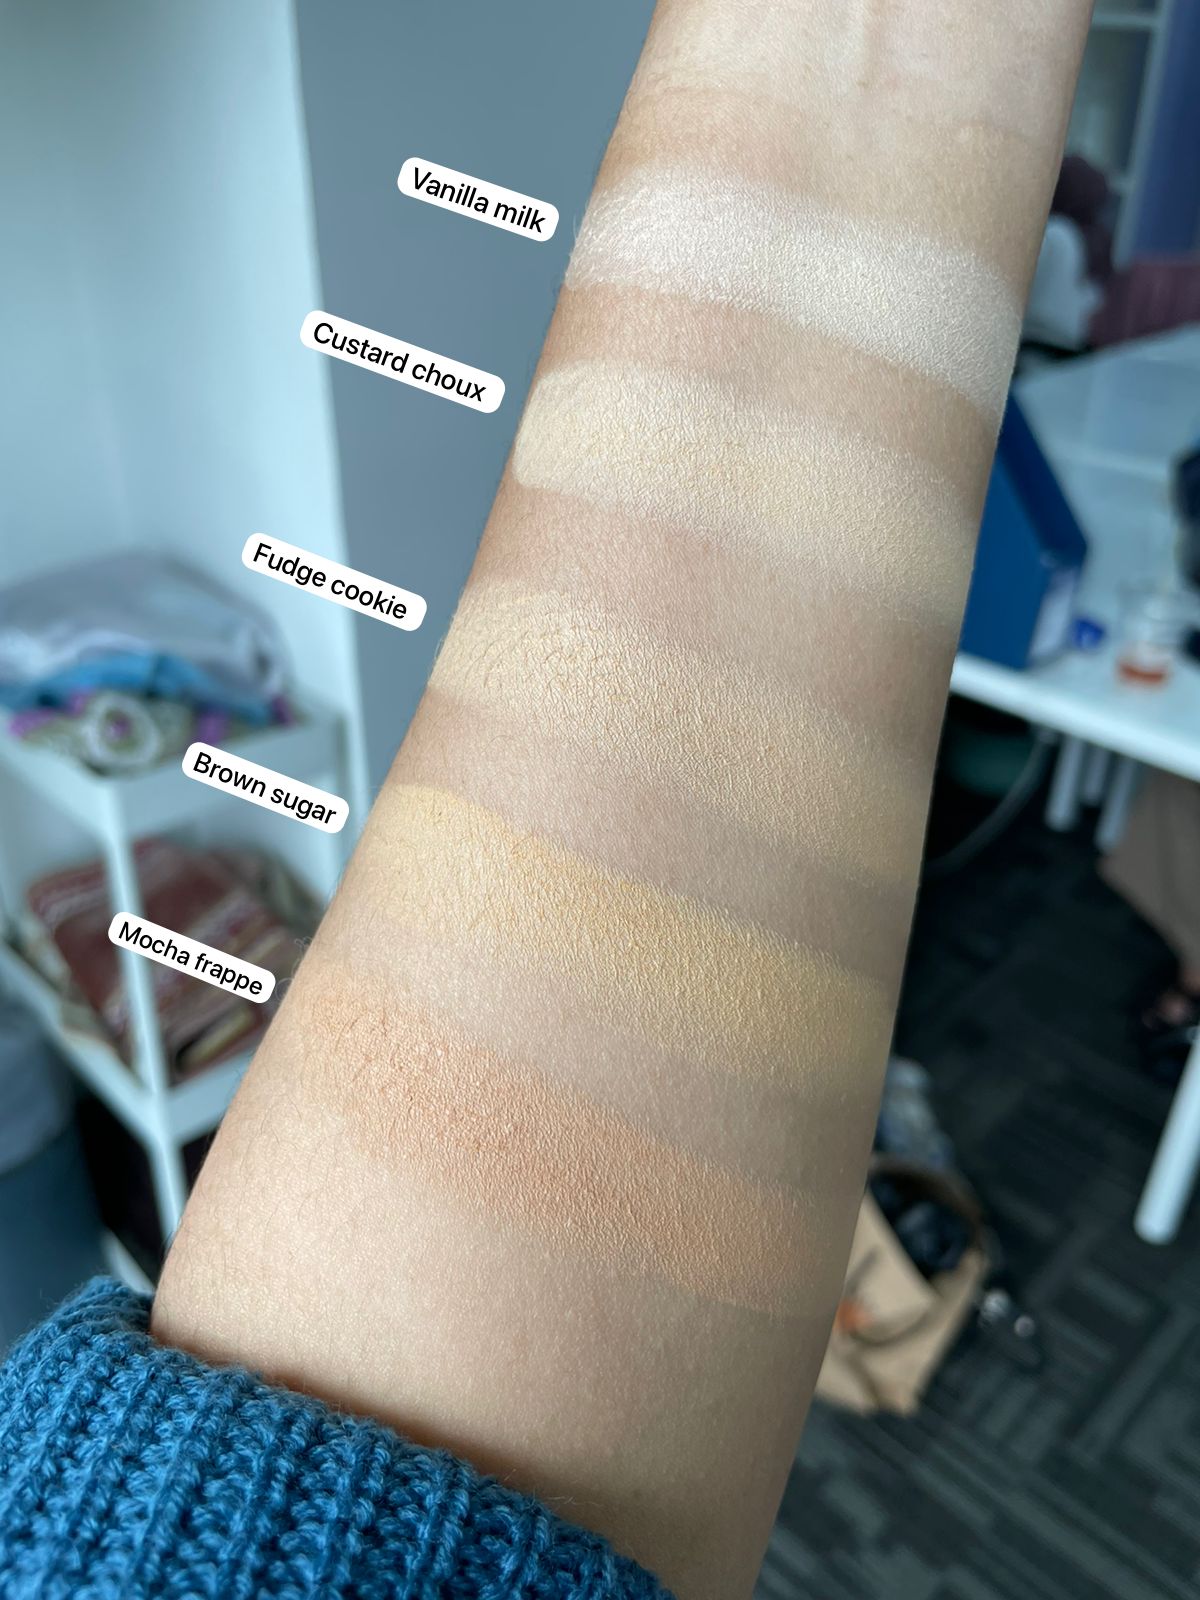 Vanilla milk
Custard choux
Fudge cookie
Brown sugar
Mocha frappe